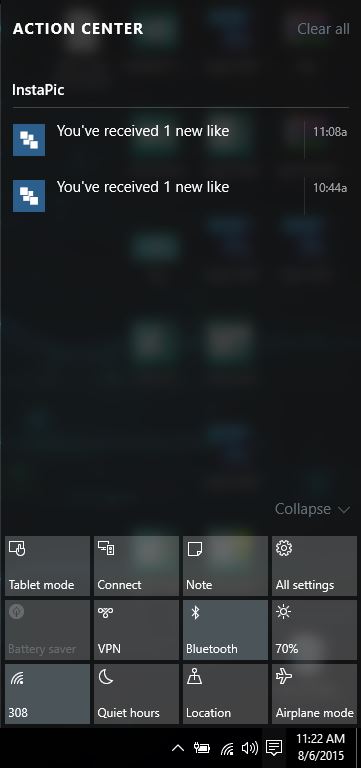 ACTION CENTER Clear all
InstaPic
You've received 1 new like 11:08a
You've received 1 new like 10:44a
Collapse
Tablet mode Connect Note All settings
Battery saver VPN Bluetooth 70%
308 Quiet hours Location Airplane mode
11:22 AM
8/6/2015